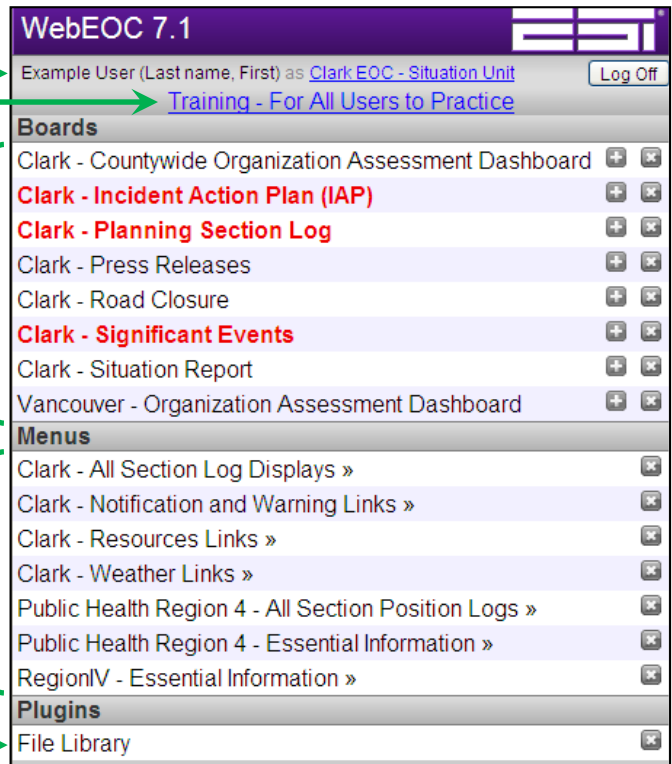 WebEOC 7.1
Example User (Last name, First) as Clark EOC - Situation Unit Log Off
Training - For All Users to Practice
Boards
Clark - Countywide Organization Assessment Dashboard
Clark - Incident Action Plan (IAP)
Clark - Planning Section Log
Clark - Press Releases
Clark - Road Closure
Clark - Significant Events
Clark - Situation Report
Vancouver - Organization Assessment Dashboard
Menus
Clark - All Section Log Displays »
Clark - Notification and Warning Links »
Clark - Resources Links »
Clark - Weather Links »
Public Health Region 4 - All Section Position Logs »
Public Health Region 4 - Essential Information »
RegionIV - Essential Information »
Plugins
File Library